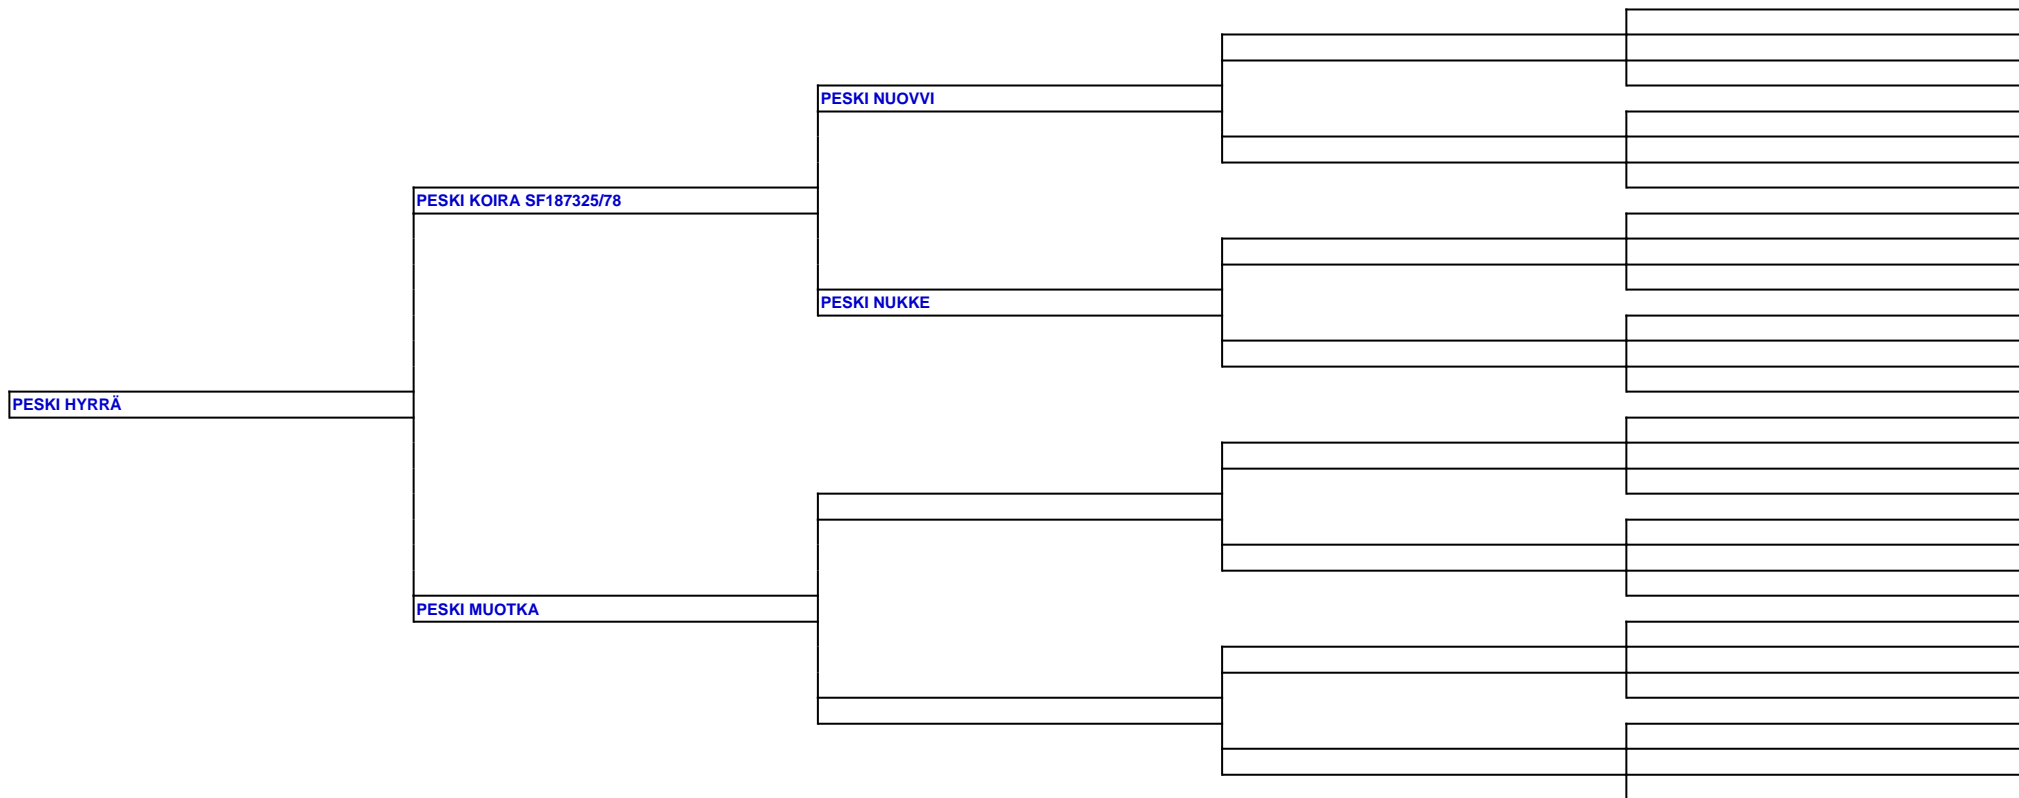 PESKI NUOVVI
PESKI KOIRA SF187325/78
PESKI NUKKE
PESKI HYRRÄ
PESKI MUOTKA